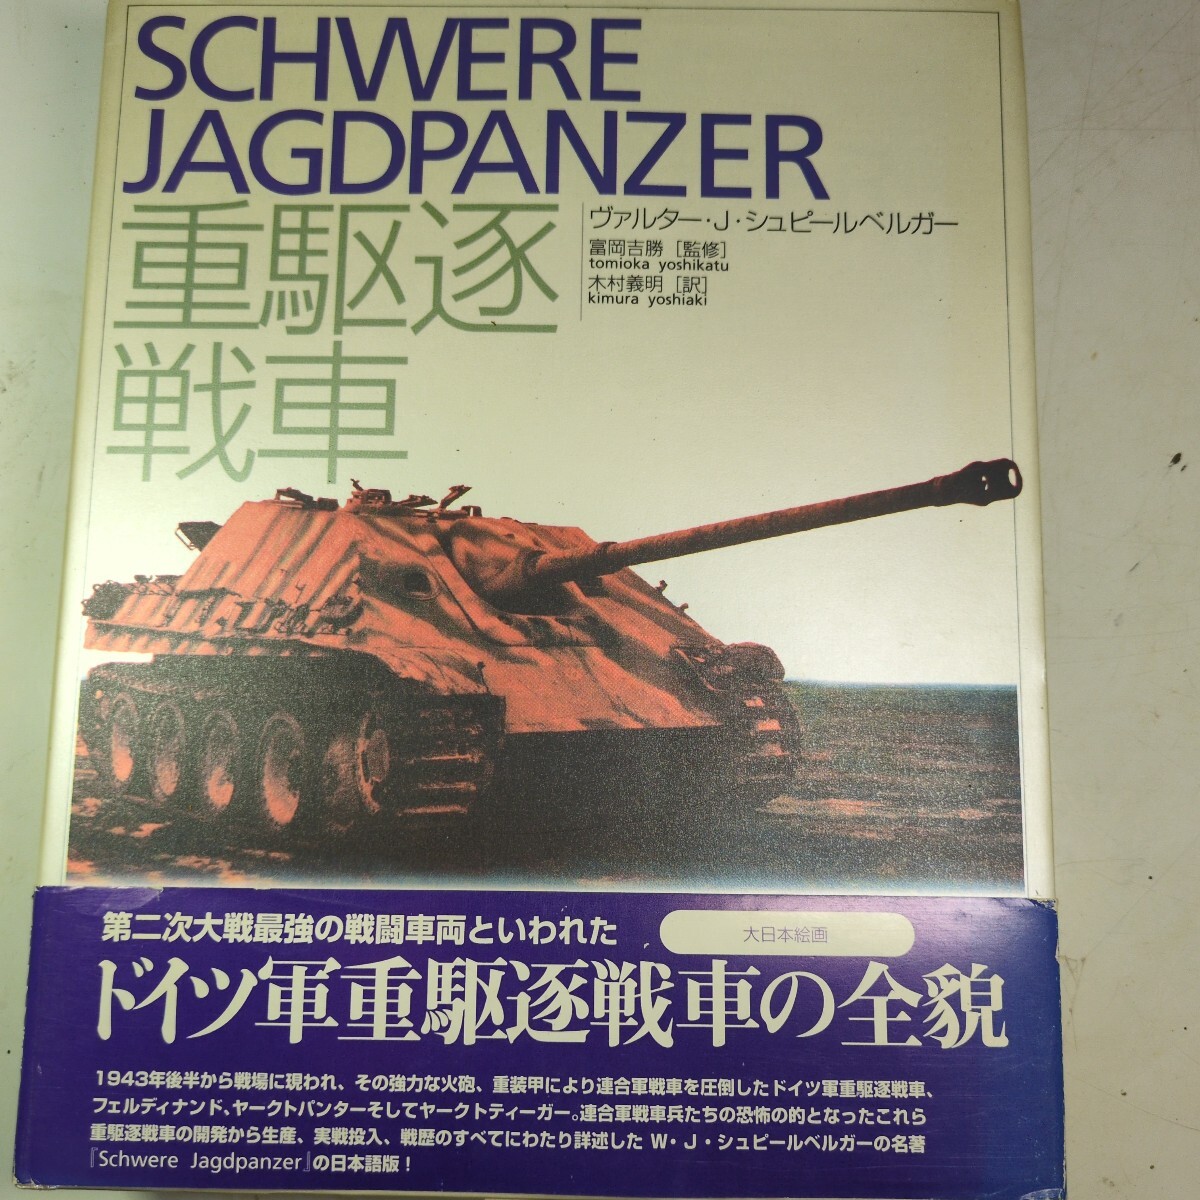 SCHWERE
JAGDPANZER
重駆逐
戦車
ヴァルター・J・シュピールベルガー
富岡吉勝［監修］
tomioka yoshikatu
木村義明［訳］
kimura yoshiaki
第二次大戦最強の戦闘車両といわれた
大日本絵画
ドイツ軍重駆逐戦車の全貌
1943年後半から戦場に現われ、その強力な火砲、重装甲により連合軍戦車を圧倒したドイツ軍重駆逐戦車、
フェルディナンド、ヤークトパンターそしてヤークトティーガー。連合軍戦車兵たちの恐怖の的となったこれら
重駆逐戦車の開発から生産、実戦投入、戦歴のすべてにわたり詳述した W・J・シュピールベルガーの名著
『Schwere Jagdpanzer』の日本語版！